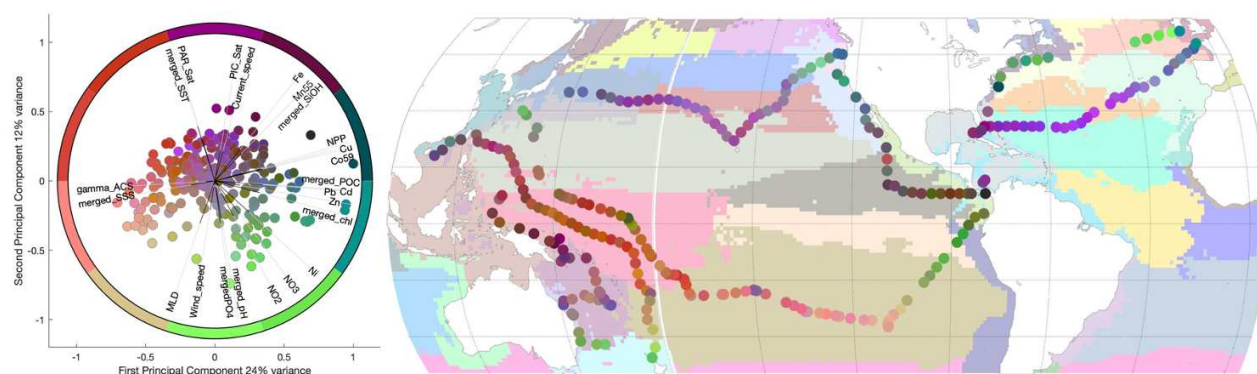 Second Principal Component 12% variance
1
0.5
0
-0.5
-1
PAR_Sat
merged_SST
PIC_Sat
Current_speed
Fe
Mn55
merged_SiOH
NPP
Cu
Co59
merged_POC
Pb Cd
Zn
merged_chl
Ni
NO3
NO2
merged_pH
mergedPO4
Wind_speed
MLD
gamma_ACS
merged_SSS
-1
-0.5
0
0.5
1
First Principal Component 24% variance